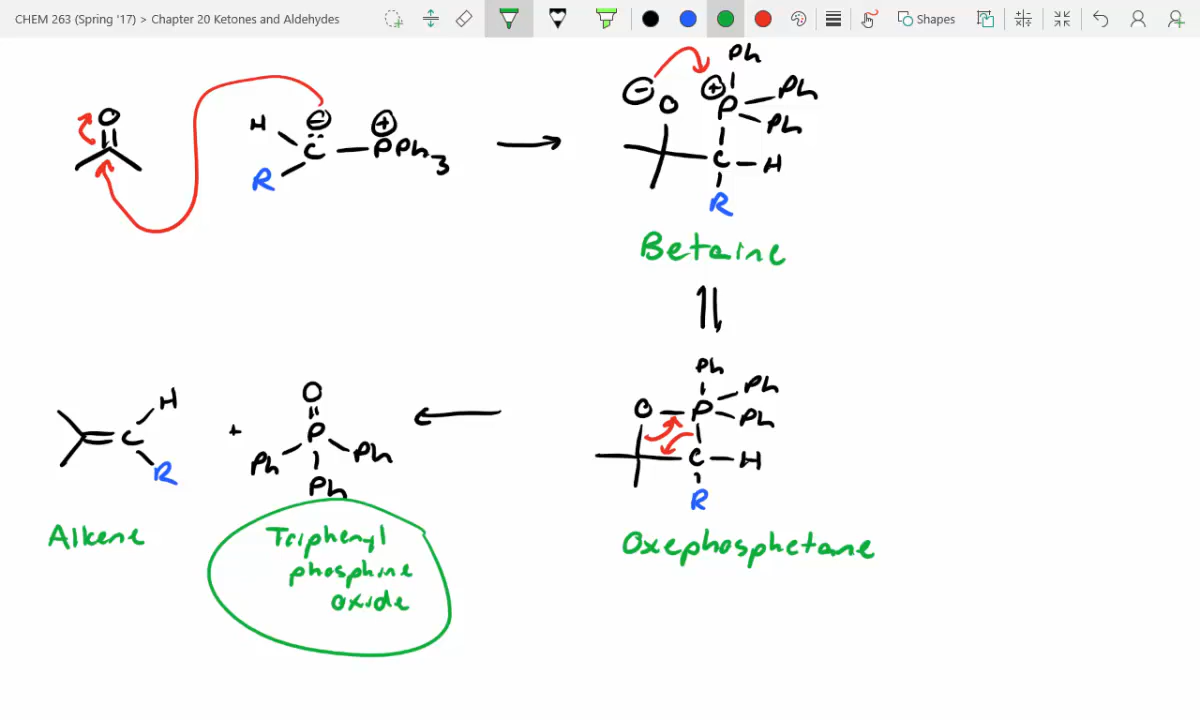 CHEM 263 (Spring '17) > Chapter 20 Ketones and Aldehydes
Shapes
O
H
⊖
C
⊕
PPh3
R
⊖
O
⊕
Ph
P
Ph
Ph
C
H
R
Betaine
O
P
Ph
Ph
Ph
C
H
R
Oxephosphetane
C
H
R
+
O
P
Ph
Ph
Ph
Alkene
Triphenyl
phosphine
oxide